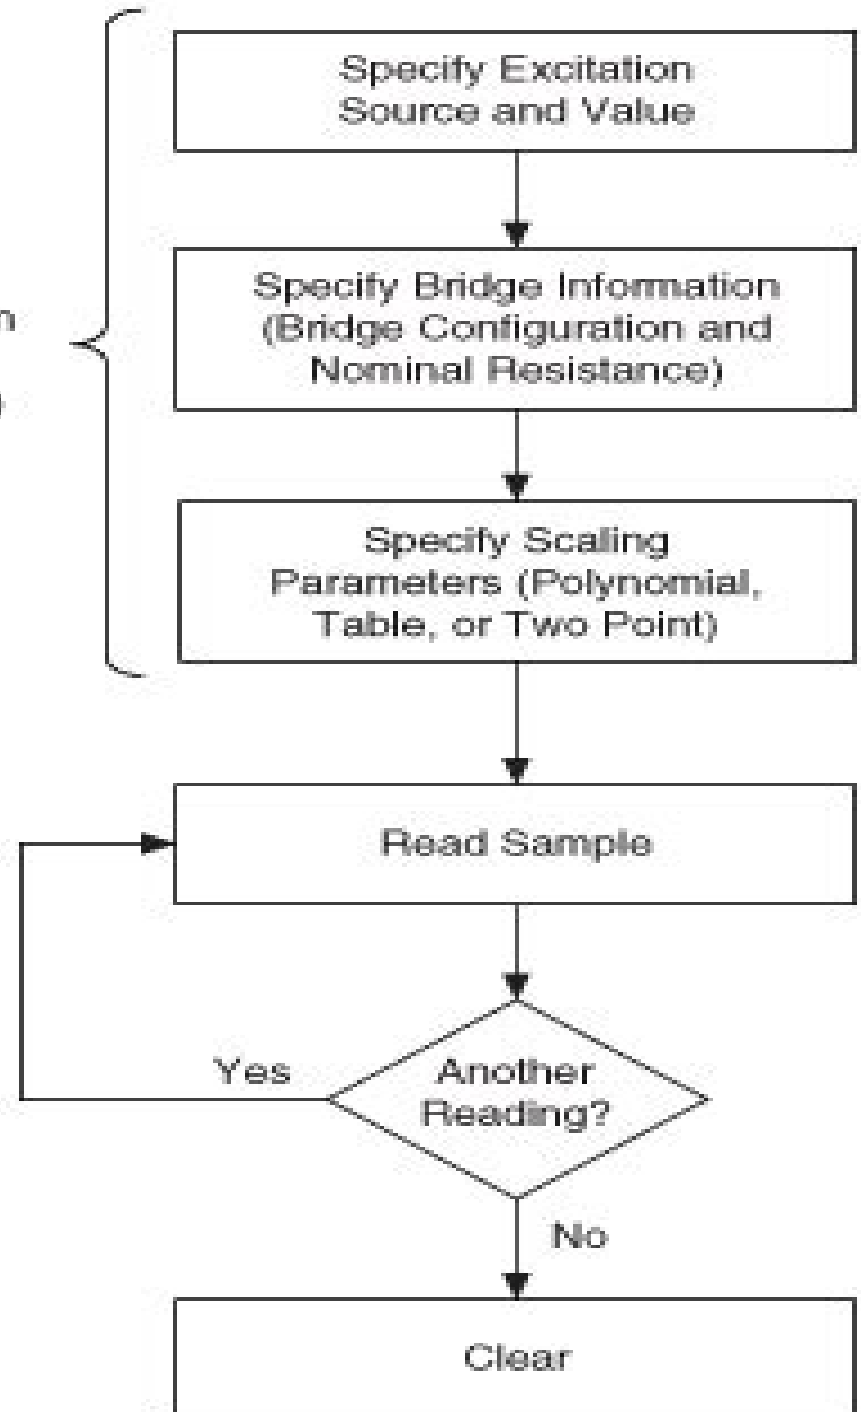 Specify Excitation
Source and Value
Specify Bridge Information
(Bridge Configuration and
Nominal Resistance)
Specify Scaling
Parameters (Polynomial,
Table, or Two Point)
Read Sample
Yes
Another
Reading?
No
Clear